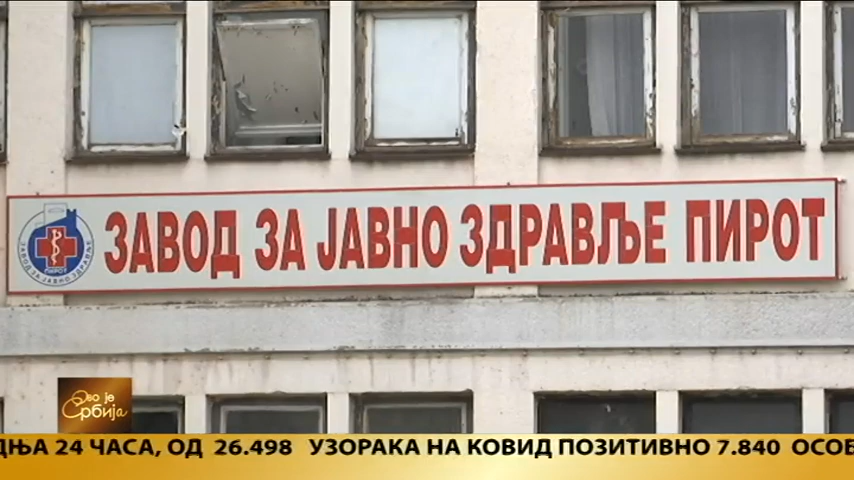 ЗАВОД ЗА ЈАВНО ЗДРАВЉЕ ПИРОТ
ЗАВОД ЗА ЈАВНО ЗДРАВЉЕ
ПИРОТ
Ово је
Србија
ДЊА 24 ЧАСА, ОД 26.498 УЗОРАКА НА КОВИД ПОЗИТИВНО 7.840 ОСОБ